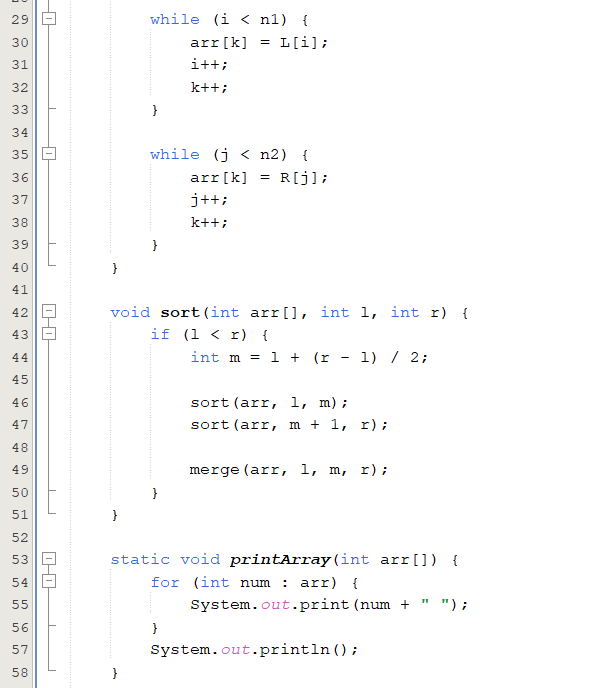 29 while (i < n1) {
30 arr[k] = L[i];
31 i++;
32 k++;
33 }
34
35 while (j < n2) {
36 arr[k] = R[j];
37 j++;
38 k++;
39 }
40 }
41
42 void sort(int arr[], int l, int r) {
43 if (l < r) {
44 int m = l + (r - l) / 2;
45
46 sort(arr, l, m);
47 sort(arr, m + 1, r);
48
49 merge(arr, l, m, r);
50 }
51 }
52
53 static void printArray(int arr[]) {
54 for (int num : arr) {
55 System.out.print(num + " ");
56 }
57 System.out.println();
58 }